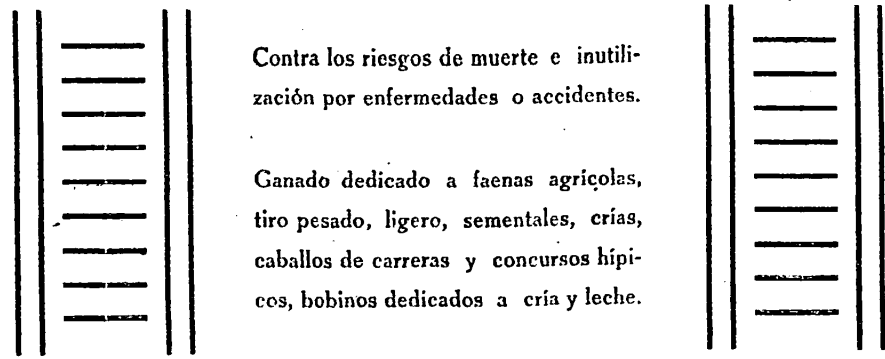 Contra los riesgos de muerte e inutili-
zación por enfermedades o accidentes.
Ganado dedicado a faenas agrícolas,
tiro pesado, ligero, sementales, crías,
caballos de carreras y concursos hípi-
cos, bobinos dedicados a cría y leche.